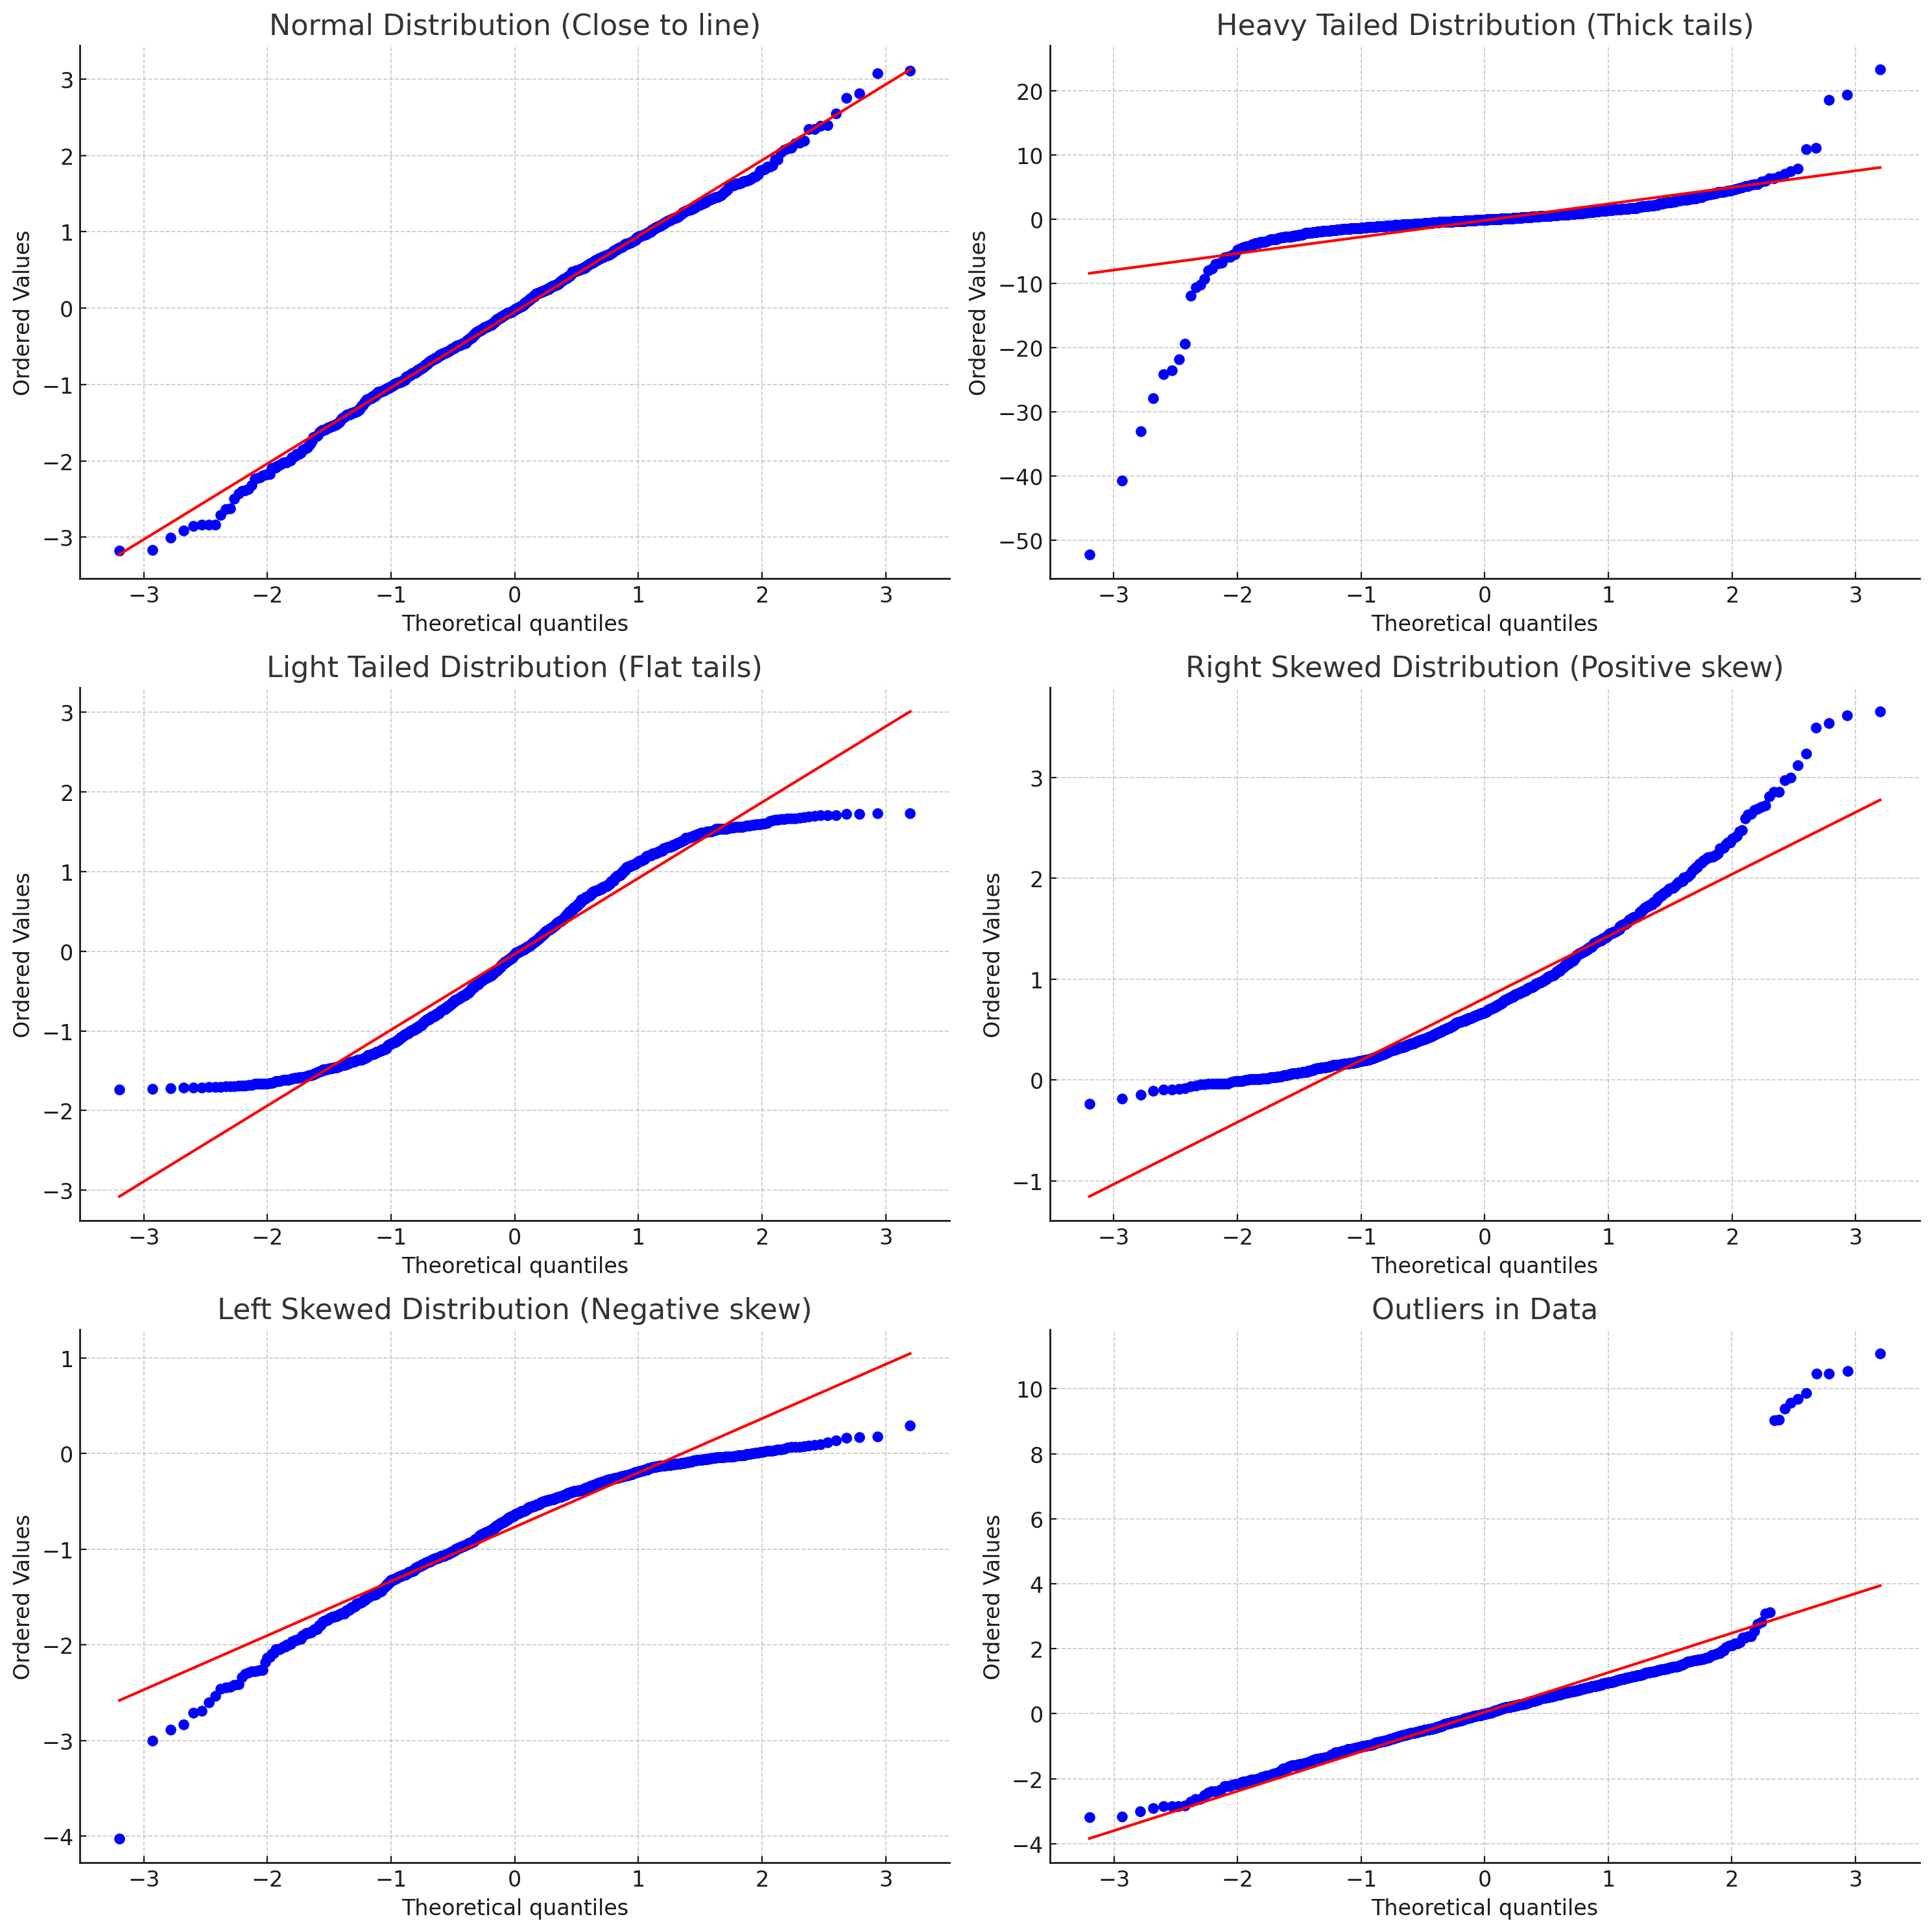 Normal Distribution (Close to line)
3
2
1
0
−1
−2
−3
Ordered Values
−3 −2 −1 0 1 2 3
Theoretical quantiles
Heavy Tailed Distribution (Thick tails)
20
10
0
−10
−20
−30
−40
−50
Ordered Values
−3 −2 −1 0 1 2 3
Theoretical quantiles
Light Tailed Distribution (Flat tails)
3
2
1
0
−1
−2
−3
Ordered Values
−3 −2 −1 0 1 2 3
Theoretical quantiles
Right Skewed Distribution (Positive skew)
3
2
1
0
−1
Ordered Values
−3 −2 −1 0 1 2 3
Theoretical quantiles
Left Skewed Distribution (Negative skew)
1
0
−1
−2
−3
−4
Ordered Values
−3 −2 −1 0 1 2 3
Theoretical quantiles
Outliers in Data
10
8
6
4
2
0
−2
−4
Ordered Values
−3 −2 −1 0 1 2 3
Theoretical quantiles